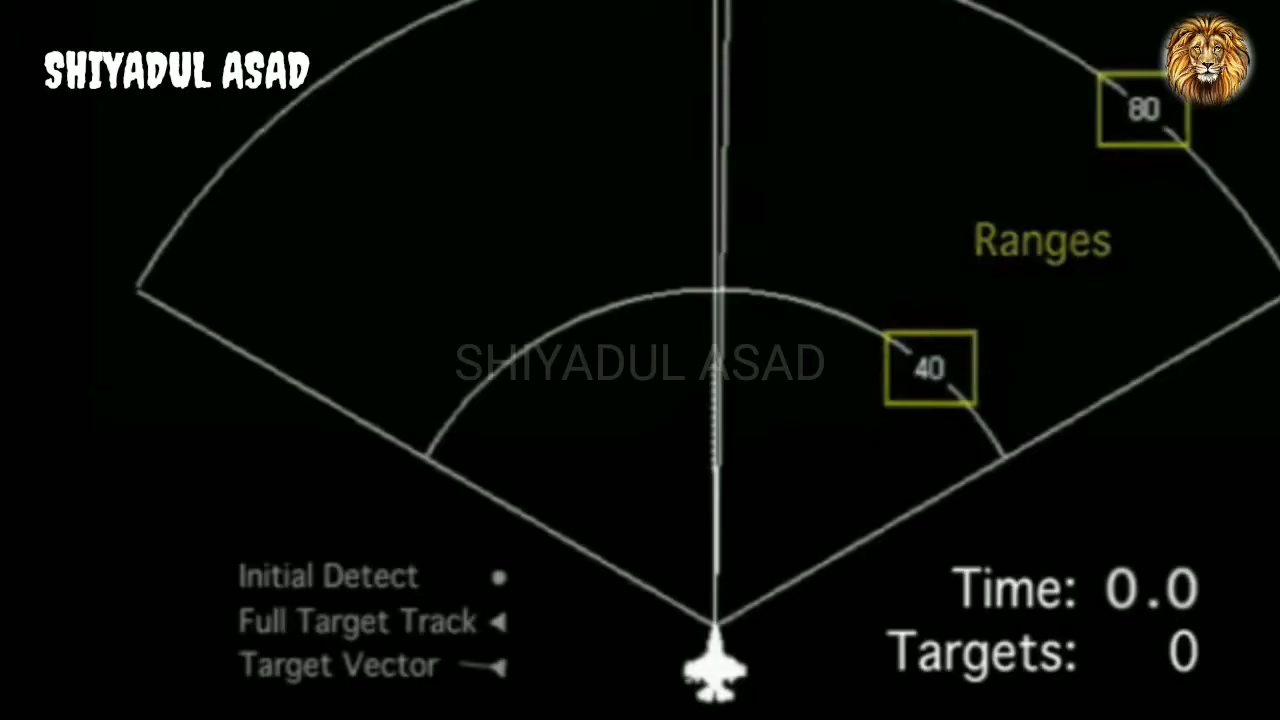 SHIYADUL ASAD
80
Ranges
SHIYADUL ASAD
40
Initial Detect
Full Target Track
Target Vector
Time: 0.0
Targets: 0